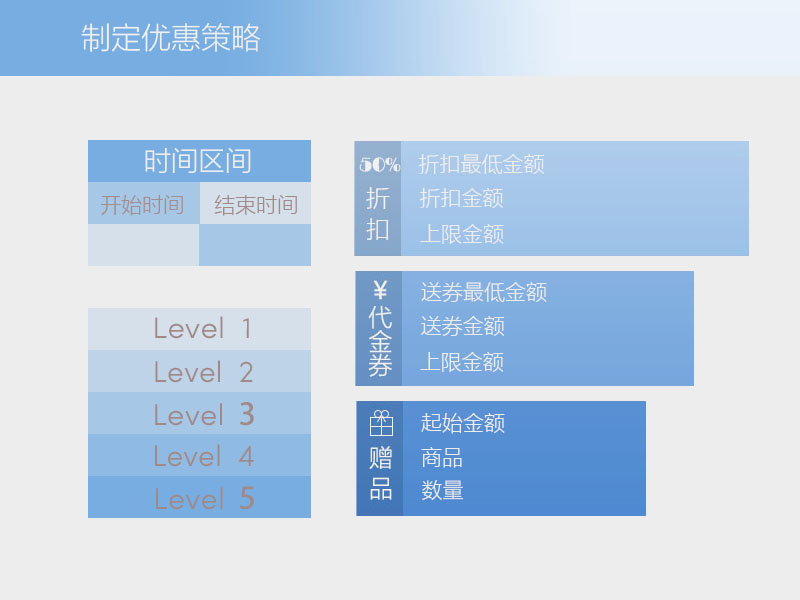 制定优惠策略
时间区间
开始时间 结束时间
Level 1
Level 2
Level 3
Level 4
Level 5
50%
折扣
折扣最低金额
折扣金额
上限金额
¥
代金券
送券最低金额
送券金额
上限金额
赠品
起始金额
商品
数量